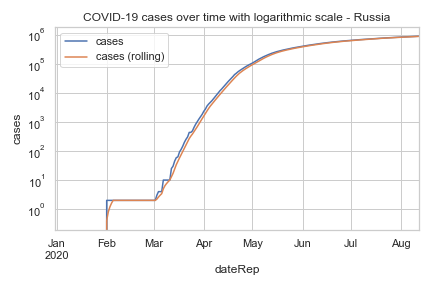 COVID-19 cases over time with logarithmic scale - Russia
cases
cases (rolling)
10^6
10^5
10^4
10^3
10^2
10^1
10^0
cases
Jan Feb Mar Apr May Jun Jul Aug
2020
dateRep